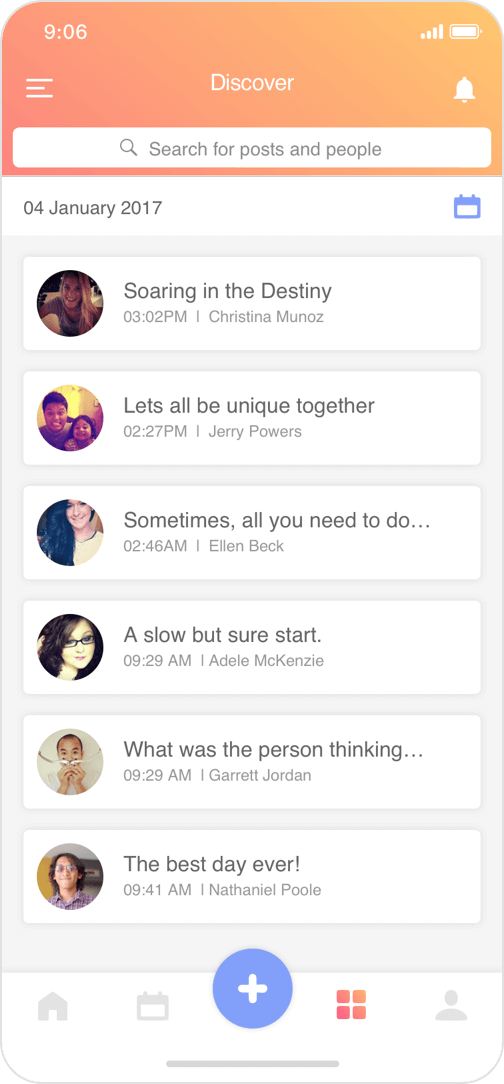 9:06
Discover
Search for posts and people
04 January 2017
Soaring in the Destiny
03:02PM | Christina Munoz
Lets all be unique together
02:27PM | Jerry Powers
Sometimes, all you need to do…
02:46AM | Ellen Beck
A slow but sure start.
09:29 AM | Adele McKenzie
What was the person thinking…
09:29 AM | Garrett Jordan
The best day ever!
09:41 AM | Nathaniel Poole